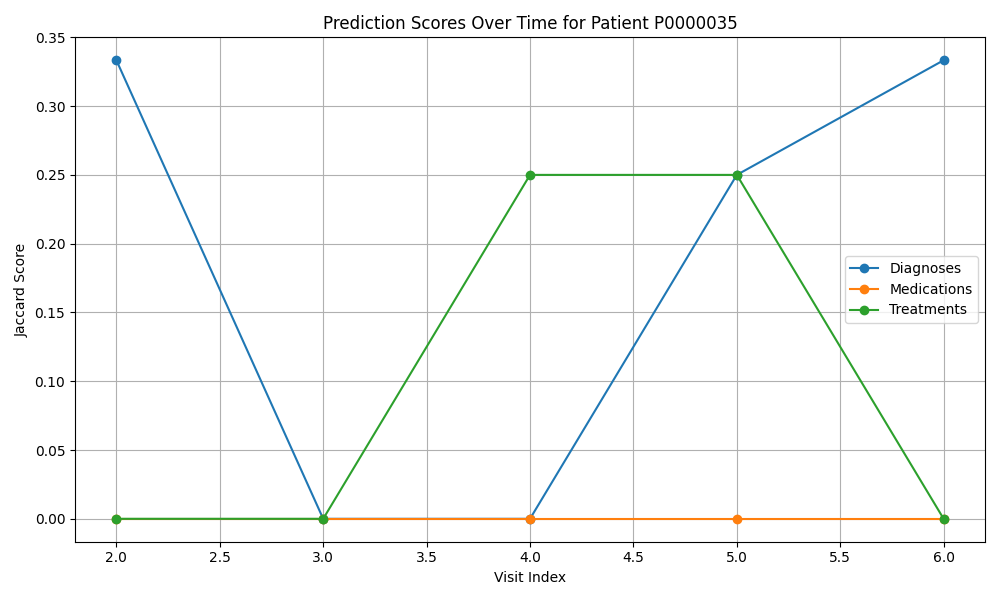 Prediction Scores Over Time for Patient P0000035
Jaccard Score
0.35
0.30
0.25
0.20
0.15
0.10
0.05
0.00
Diagnoses
Medications
Treatments
2.0 2.5 3.0 3.5 4.0 4.5 5.0 5.5 6.0
Visit Index